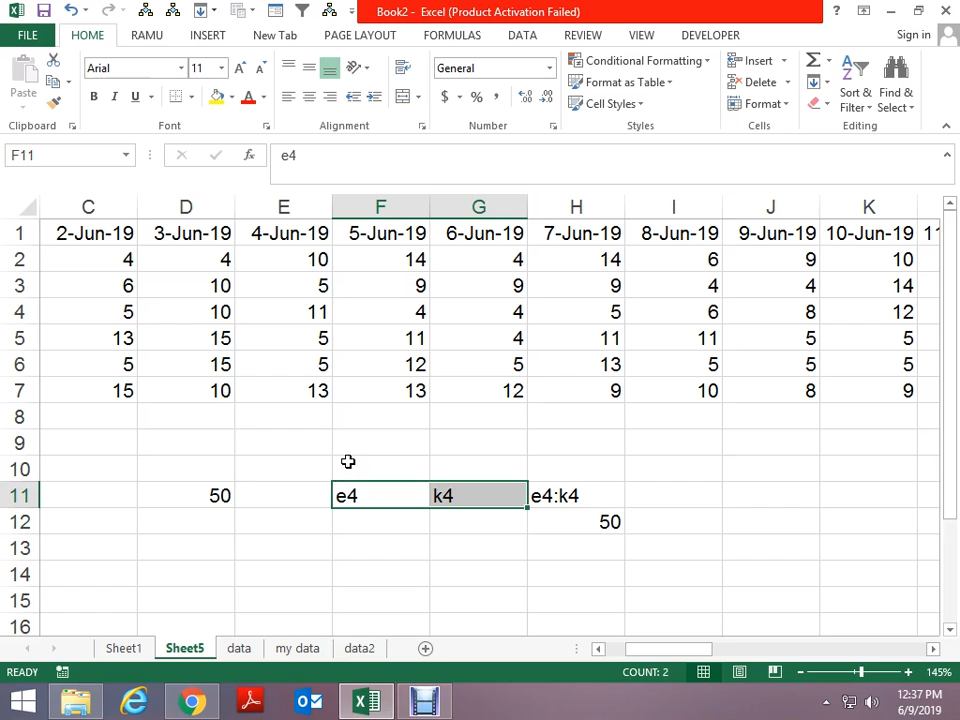 Book2 - Excel (Product Activation Failed)
FILE HOME RAMU INSERT New Tab PAGE LAYOUT FORMULAS DATA REVIEW VIEW DEVELOPER Sign in
Paste Arial 11 General Conditional Formatting Insert
Format as Table Delete Sort & Find &
B I U A $ % , Cell Styles Format Filter Select
Clipboard Font Alignment Number Styles Cells Editing
F11 fx e4
C D E F G H I J K
1 2-Jun-19 3-Jun-19 4-Jun-19 5-Jun-19 6-Jun-19 7-Jun-19 8-Jun-19 9-Jun-19 10-Jun-19 11
2 4 4 10 14 4 14 6 9 10
3 6 10 5 9 9 9 4 4 14
4 5 10 11 4 4 5 6 8 12
5 13 15 5 11 4 11 11 5 5
6 5 15 5 12 5 13 5 5 5
7 15 10 13 13 12 9 10 8 9
8
9
10
11 50 e4 k4 e4:k4
12 50
13
14
15
16
Sheet1 Sheet5 data my data data2
READY COUNT: 2 145%
12:37 PM
6/9/2019